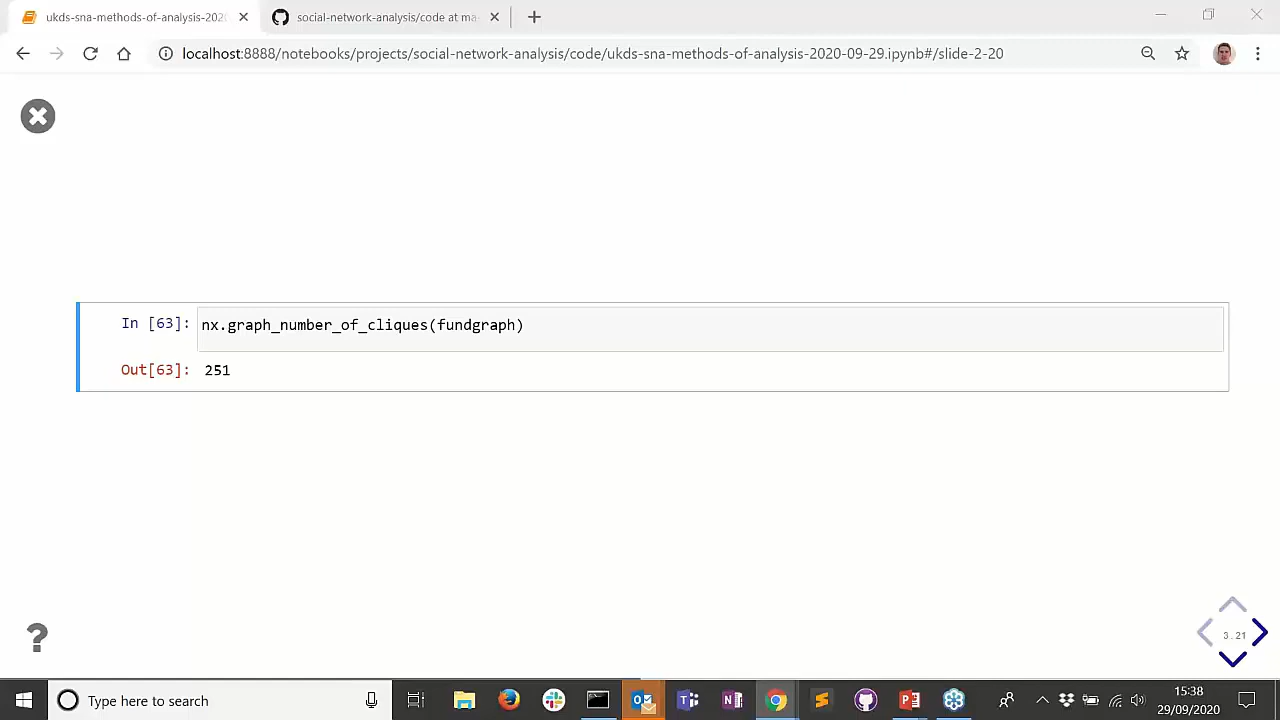 ukds-sna-methods-of-analysis-202
social-network-analysis/code at ma
localhost:8888/notebooks/projects/social-network-analysis/code/ukds-sna-methods-of-analysis-2020-09-29.ipynb#/slide-2-20
In [63]: nx.graph_number_of_cliques(fundgraph)
Out[63]: 251
?
3.21
Type here to search
15:38
29/09/2020